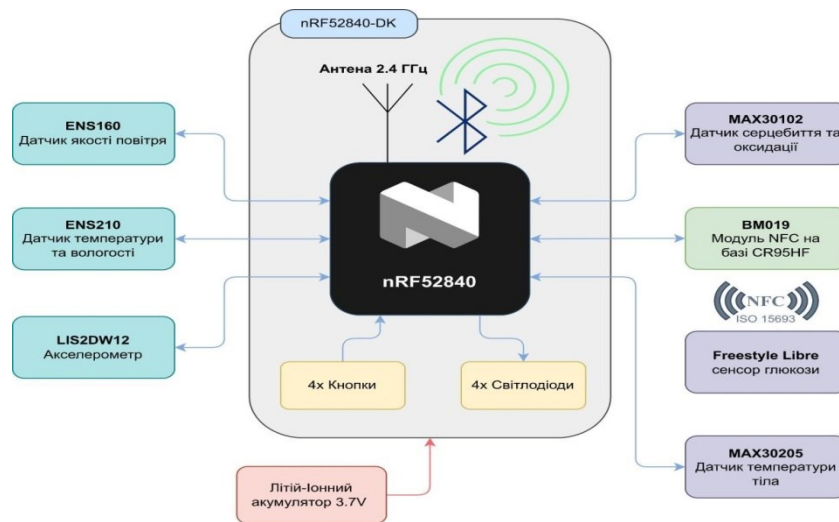 nRF52840-DK
Антена 2.4 ГГц
ENS160
Датчик якості повітря
MAX30102
Датчик серцебиття та
оксидації
ENS210
Датчик температури
та вологості
nRF52840
BM019
Модуль NFC на
базі CR95HF
NFC
ISO 15693
LIS2DW12
Акселерометр
Freestyle Libre
сенсор глюкози
4x Кнопки
4x Світлодіоди
MAX30205
Датчик температури
тіла
Літій-Іонний
акумулятор 3.7V